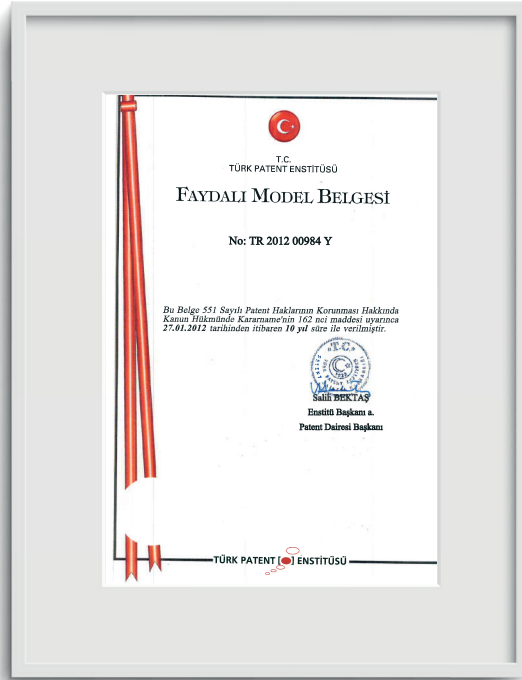 T.C.
TÜRK PATENT ENSTİTÜSÜ
FAYDALI MODEL BELGESİ
No: TR 2012 00984 Y
Bu Belge 551 Sayılı Patent Haklarının Korunması Hakkında
Kanun Hükmünde Kararname'nin 162 nci maddesi uyarınca
27.01.2012 tarihinden itibaren 10 yıl süre ile verilmiştir.
T.C.
Salih BEKTAŞ
Enstitü Başkanı a.
Patent Dairesi Başkanı
TÜRK PATENT [ ] ENSTİTÜSÜ